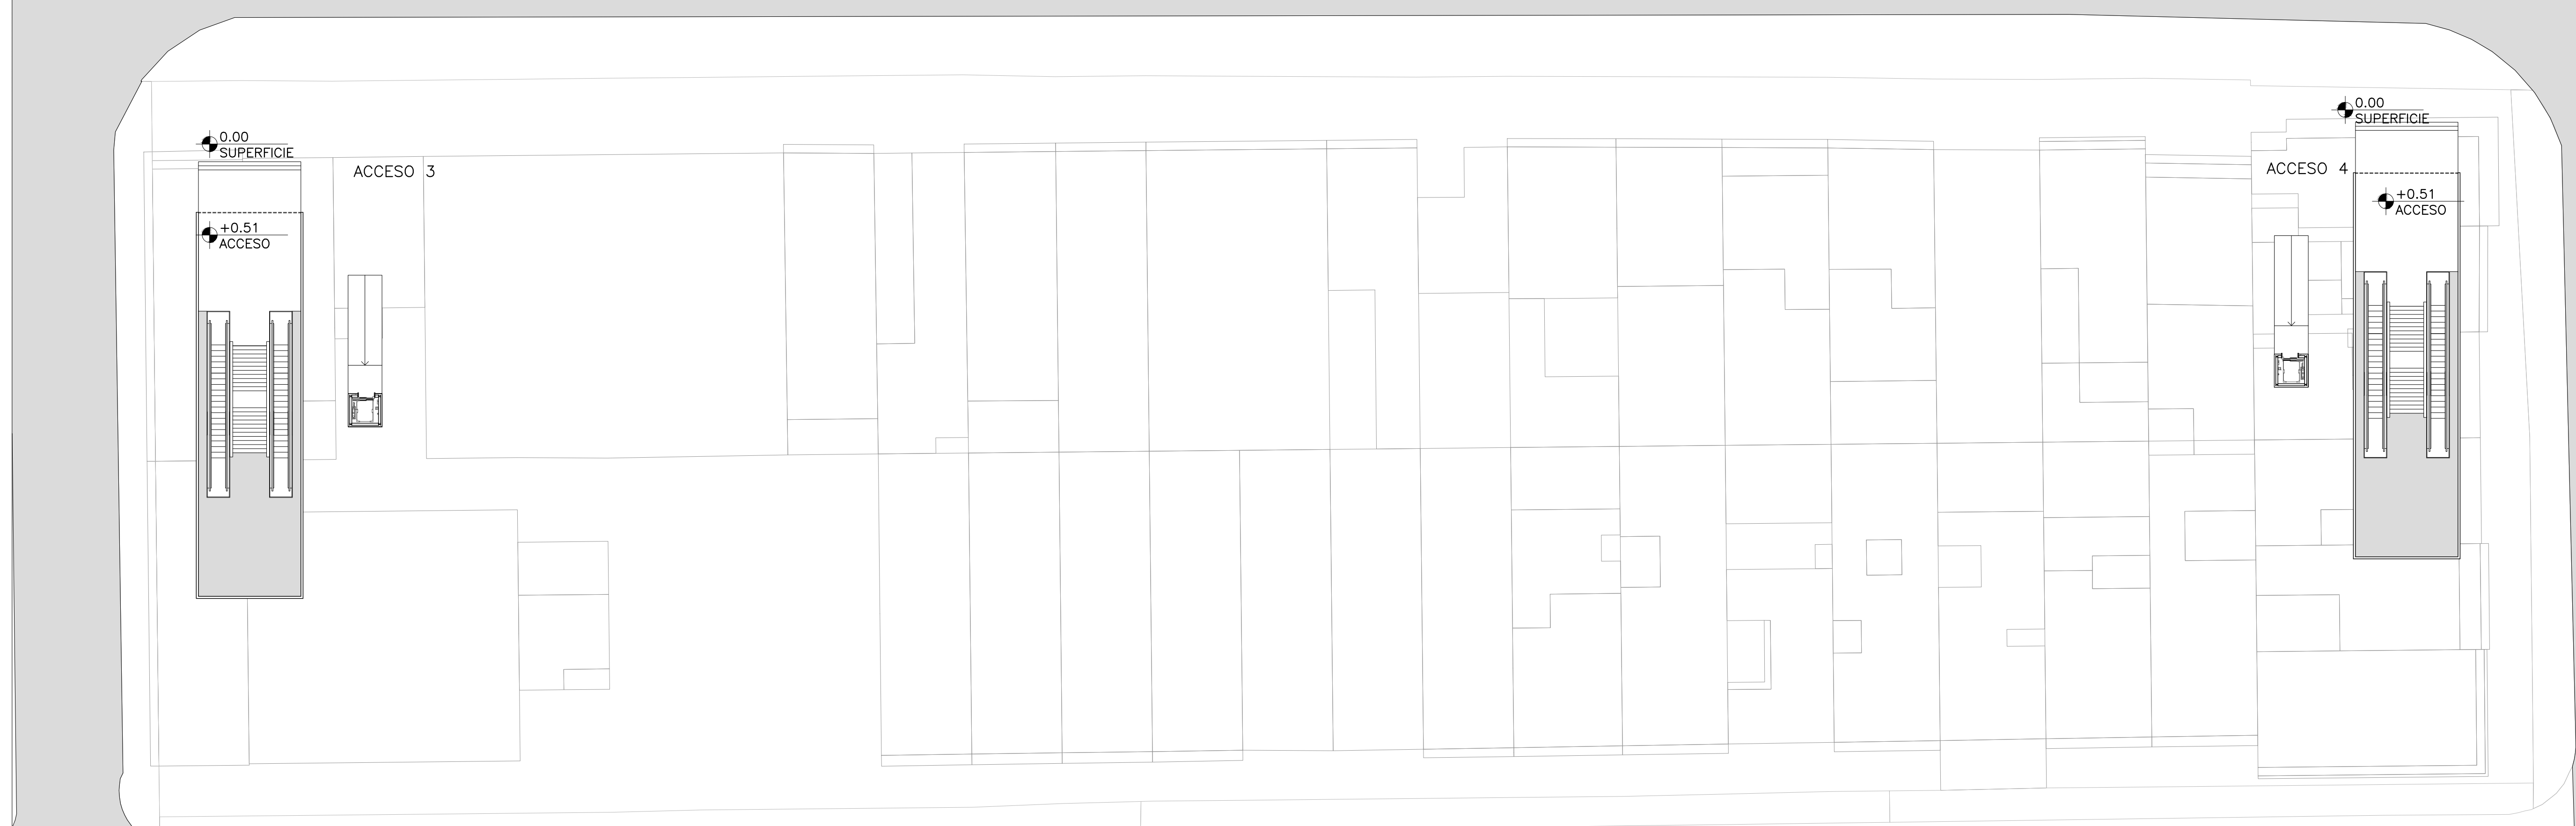 0.00
SUPERFICIE
ACCESO 3
+0.51
ACCESO
0.00
SUPERFICIE
ACCESO 4
+0.51
ACCESO